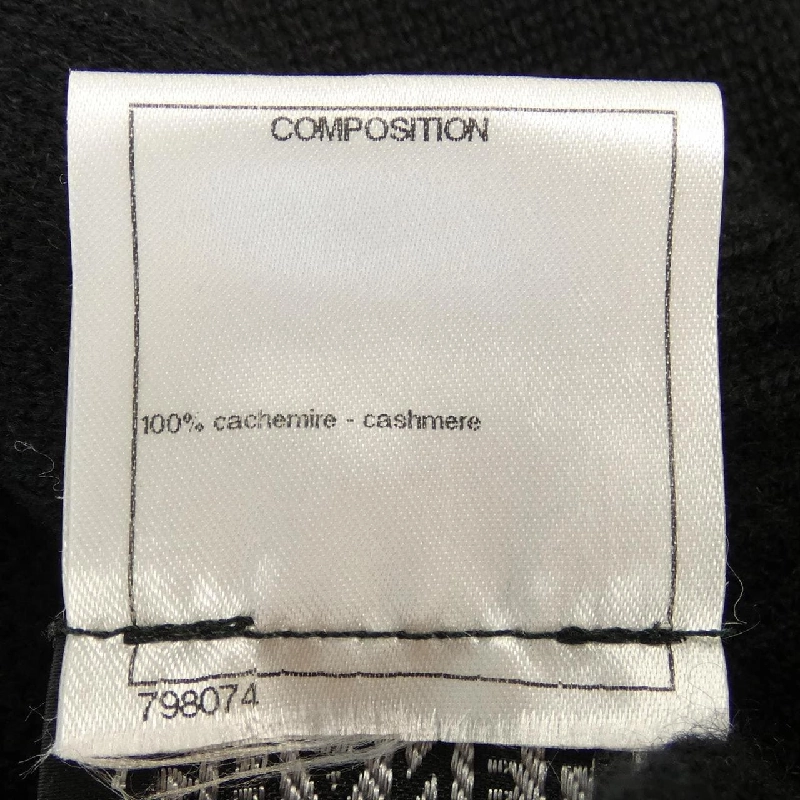 COMPOSITION
100% cachemire - cashmere
798074